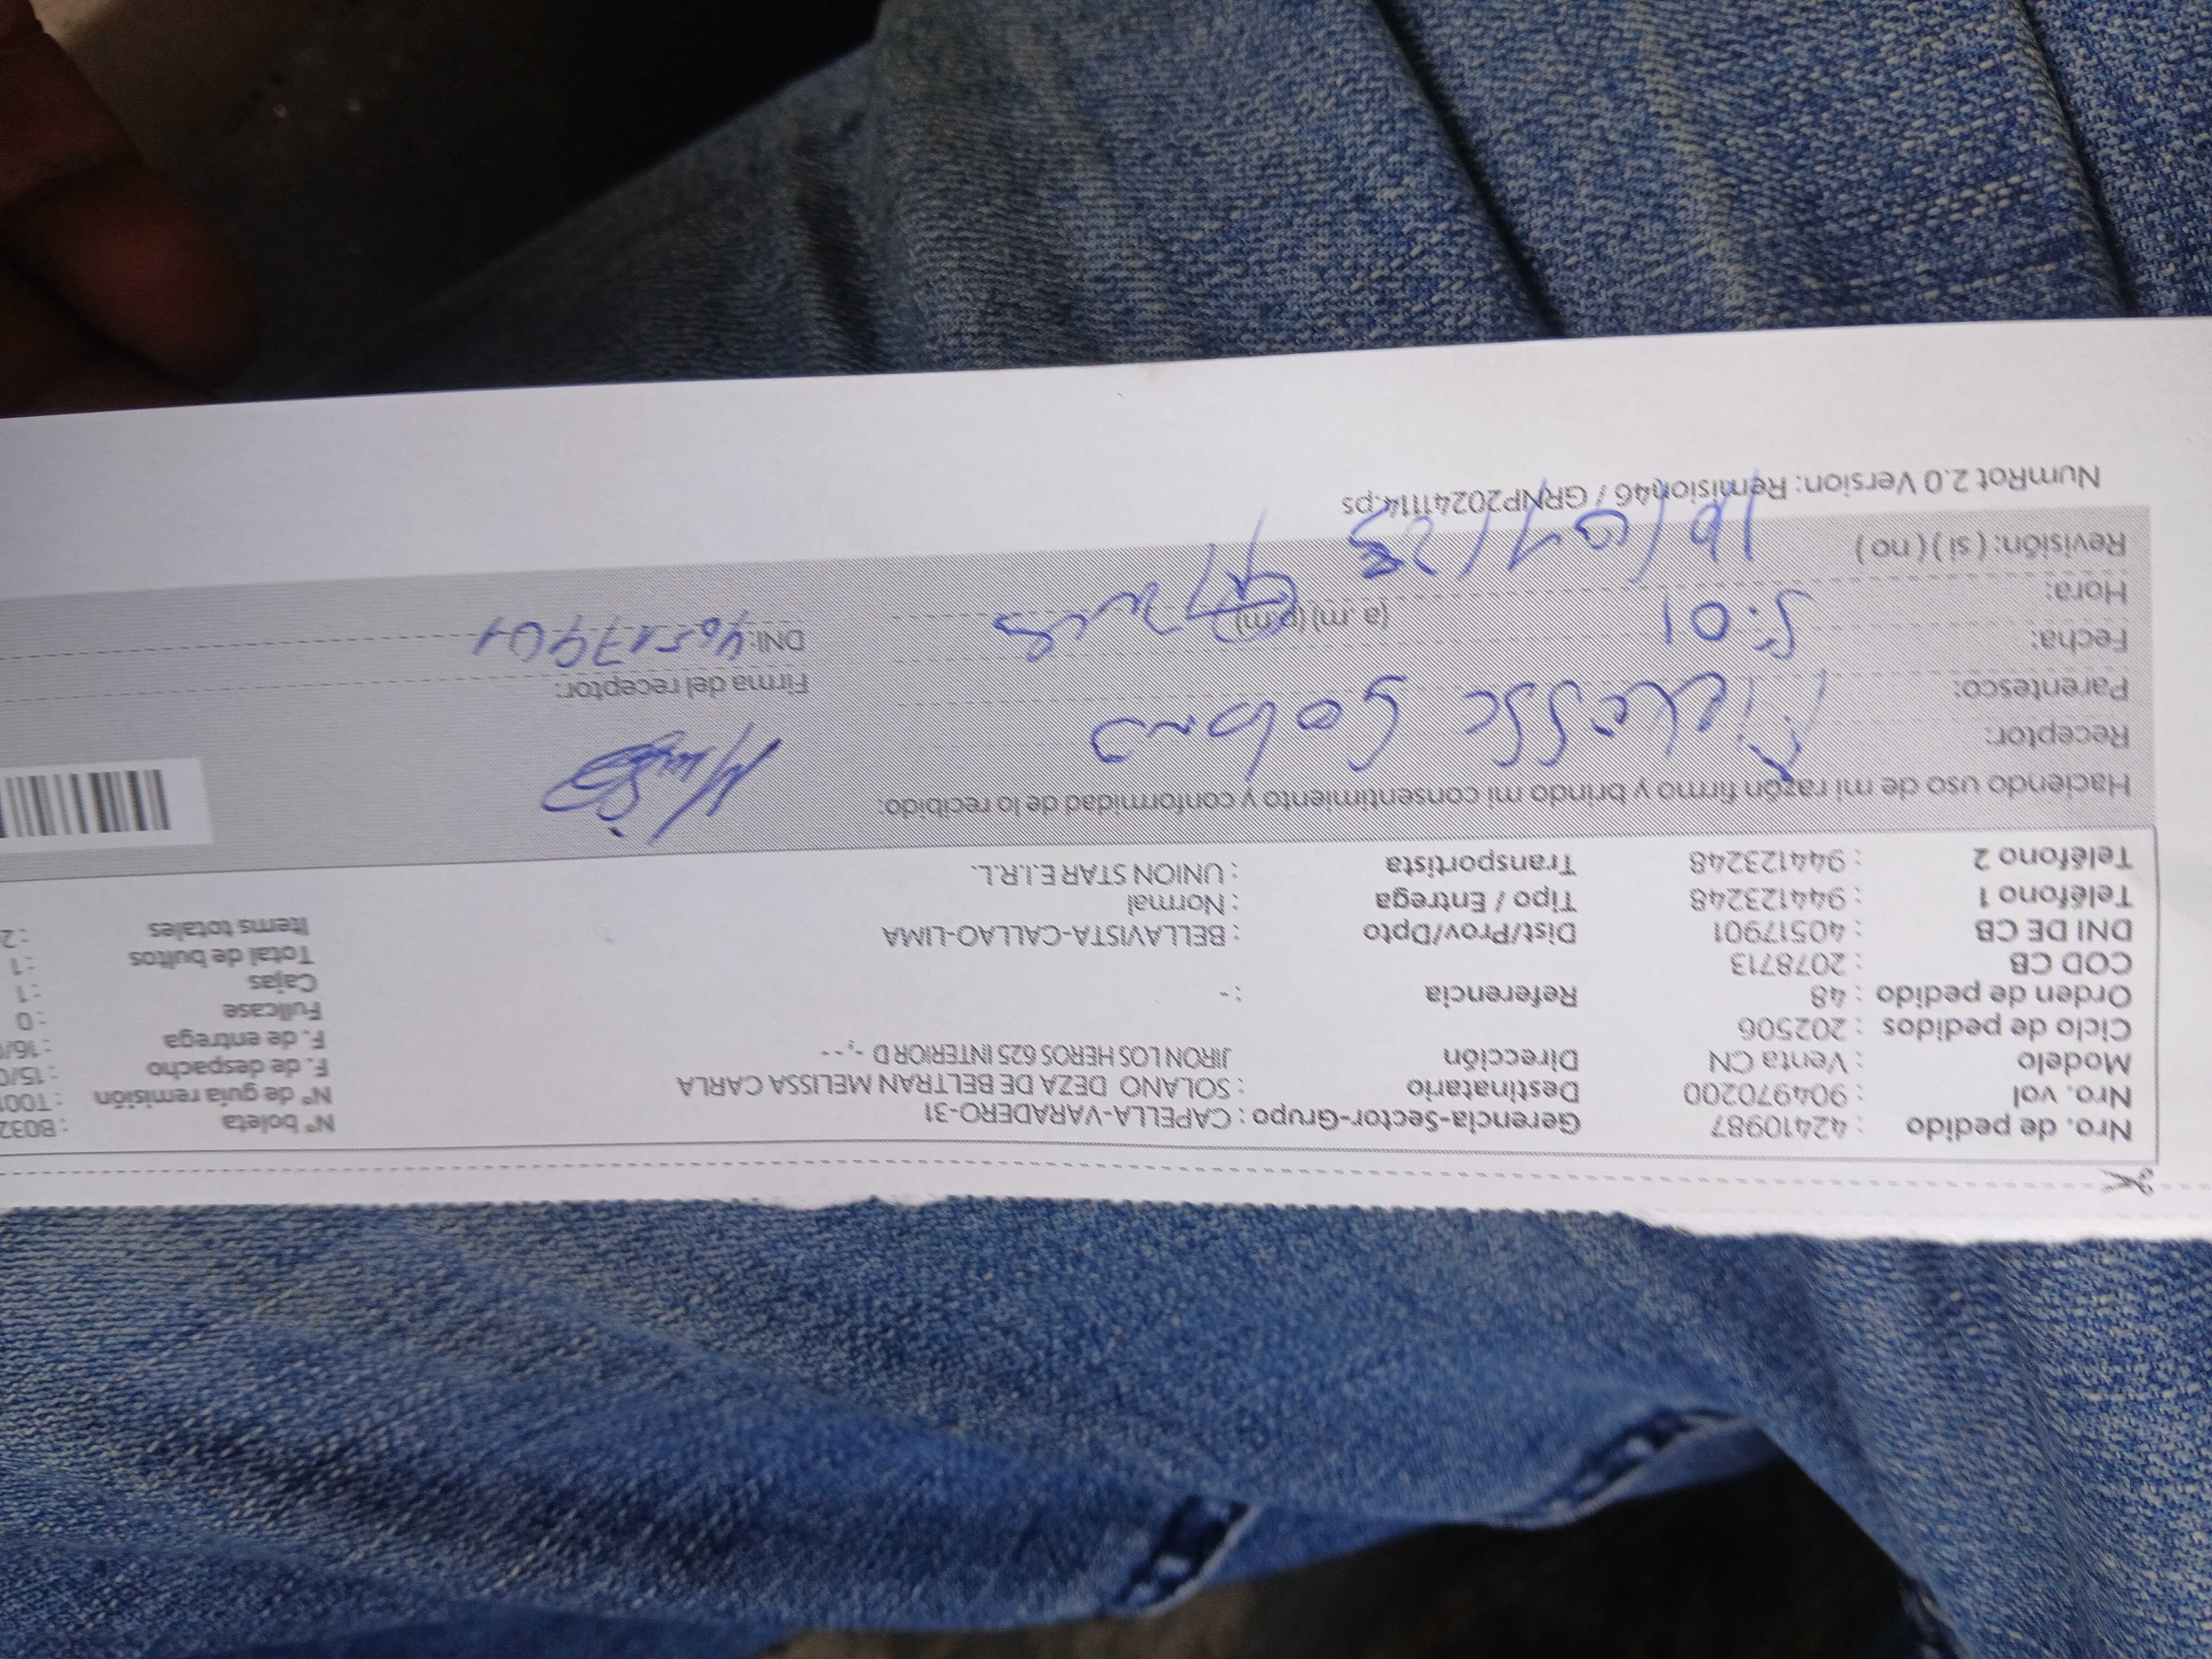 Nro. de pedido : 42410987 Gerencia-Sector-Grupo : CAPELLA-VARADERO-31 N° boleta : B032
Nro. vol : 904970200 Destinatario : SOLANO DEZA DE BELTRAN MELISSA CARLA N° de guía remisión : T001
Modelo : Venta CN Dirección JIRON LOS HEROS 625 INTERIOR D -,-- F. de despacho : 15/0
Ciclo de pedidos : 202506 F. de entrega : 16/0
Orden de pedido : 48 Referencia : - Fullcase : 0
COD CB : 2078713 Cajas : 1
DNI DE CB : 40517901 Dist/Prov/Dpto : BELLAVISTA-CALLAO-LIMA Total de bultos : 1
Teléfono 1 : 944123248 Tipo / Entrega : Normal Items totales : 2
Teléfono 2 : 944123248 Transportista : UNION STAR E.I.R.L.
Haciendo uso de mi razón firmo y brindo mi consentimiento y conformidad de lo recibido:
Receptor:
Parentesco: Firma del receptor:
Fecha: DNI: 40517901
Hora: 5:01 (a.m) (p.m)
Revisión: ( si ) ( no )
NumRot 2.0 Version: Remision46 / GRNP20241114.ps